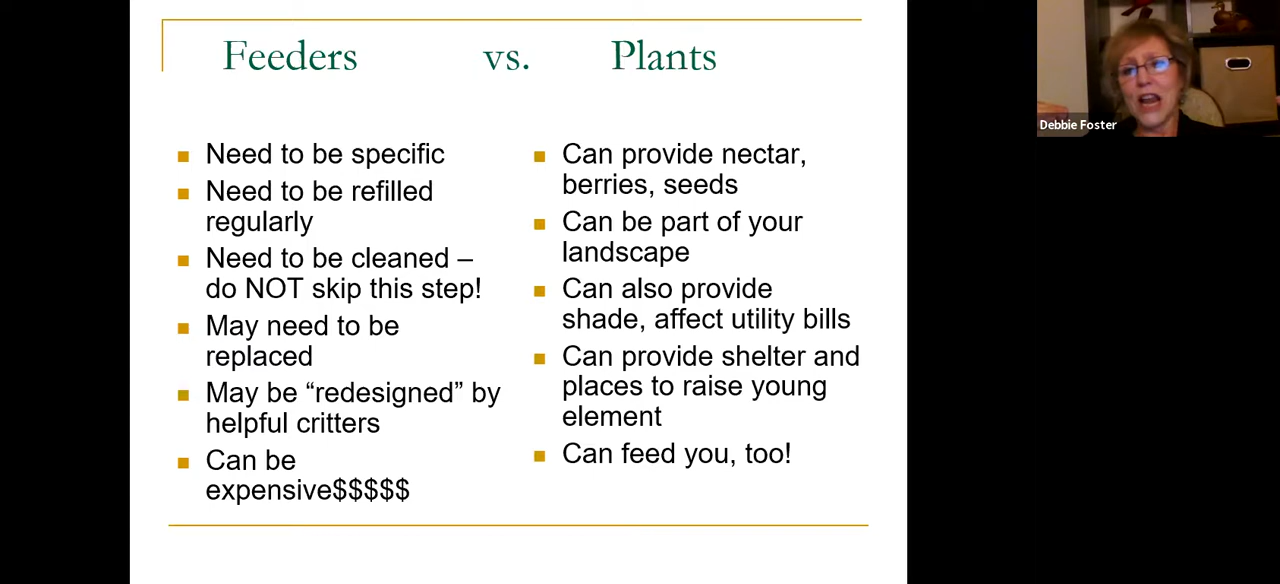 Feeders vs. Plants
Need to be specific
Need to be refilled
regularly
Need to be cleaned –
do NOT skip this step!
May need to be
replaced
May be “redesigned” by
helpful critters
Can be
expensive$$$$$
Can provide nectar,
berries, seeds
Can be part of your
landscape
Can also provide
shade, affect utility bills
Can provide shelter and
places to raise young
element
Can feed you, too!
Debbie Foster